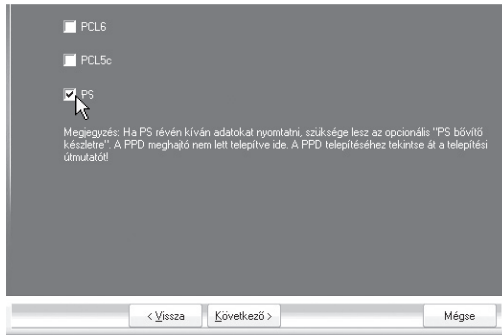 PCL6
PCL5c
PS
Megjegyzés: Ha PS révén kíván adatokat nyomtatni, szüksége lesz az opcionális "PS bővítő
készletre". A PPD meghajtó nem lett telepítve ide. A PPD telepítéséhez tekintse át a telepítési
útmutatót!
< Vissza Következő > Mégse